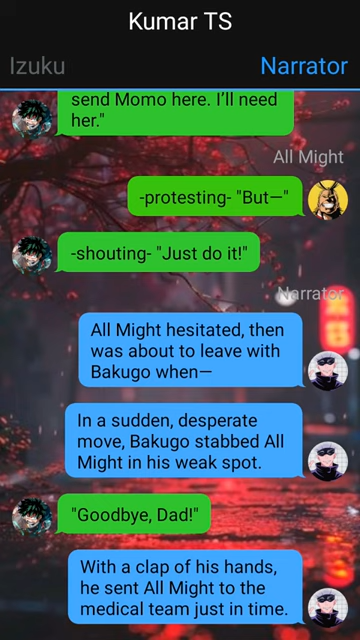 Kumar TS
Izuku
Narrator
send Momo here. I’ll need
her."
All Might
-protesting- "But—"
-shouting- "Just do it!"
Narrator
All Might hesitated, then
was about to leave with
Bakugo when—
In a sudden, desperate
move, Bakugo stabbed All
Might in his weak spot.
"Goodbye, Dad!"
With a clap of his hands,
he sent All Might to the
medical team just in time.